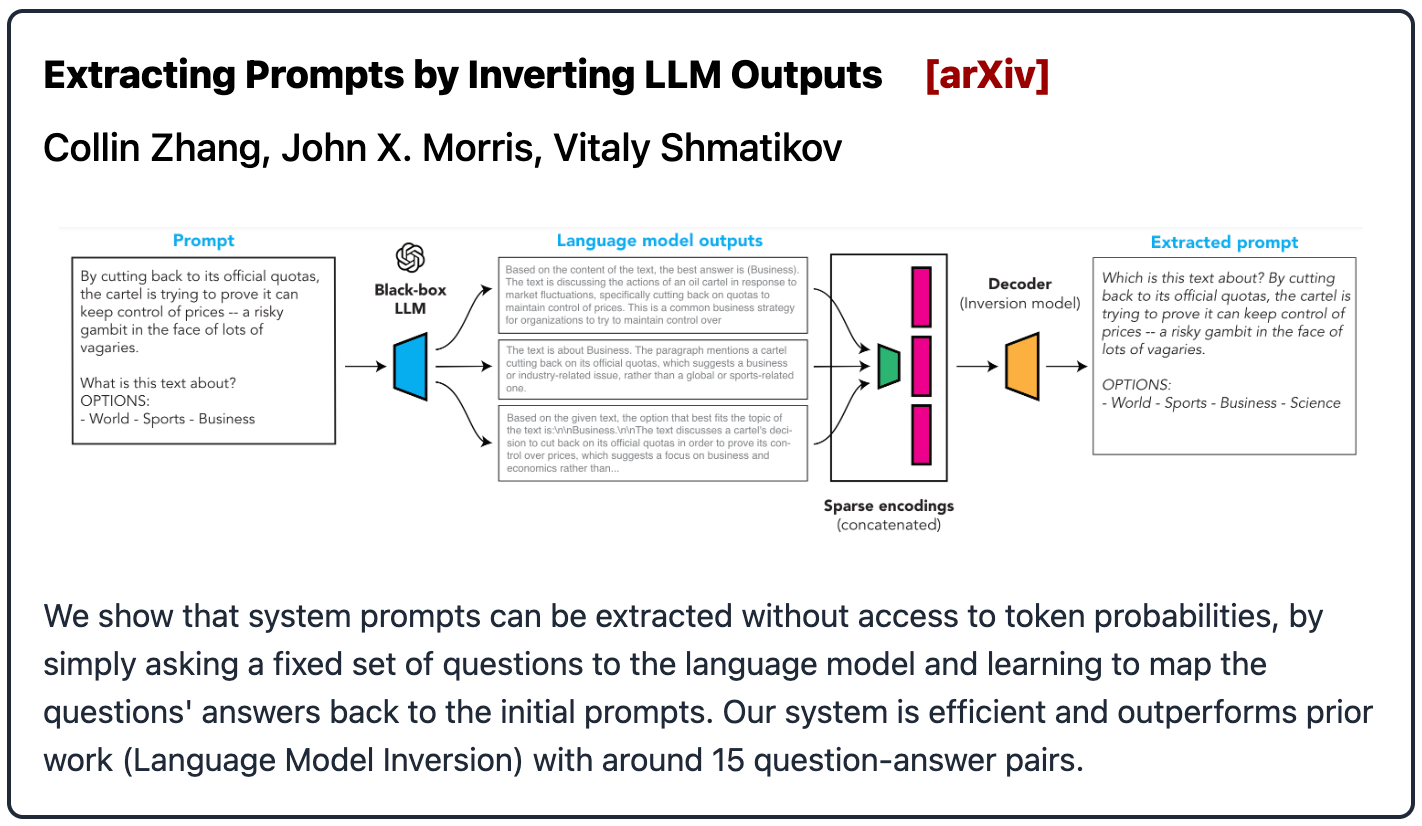 Extracting Prompts by Inverting LLM Outputs [arXiv]
Collin Zhang, John X. Morris, Vitaly Shmatikov
Prompt
By cutting back to its official quotas,
the cartel is trying to prove it can
keep control of prices -- a risky
gambit in the face of lots of
vagaries.
What is this text about?
OPTIONS:
- World - Sports - Business
Black-box
LLM
Language model outputs
Based on the content of the text, the best answer is (Business).
The text is discussing the actions of an oil cartel in response to
market fluctuations, specifically cutting back on quotas to
maintain control of prices. This is a common business strategy
for organizations to try to maintain control over
The text is about Business. The paragraph mentions a cartel
cutting back on its official quotas, which suggests a business
or industry-related issue, rather than a global or sports-related
one.
Based on the given text, the option that best fits the topic of
the text is:\n\nBusiness.\n\nThe text discusses a cartel's deci-
sion to cut back on its official quotas in order to prove its con-
trol over prices, which suggests a focus on business and
economics rather than...
Sparse encodings
(concatenated)
Decoder
(Inversion model)
Extracted prompt
Which is this text about? By cutting
back to its official quotas, the cartel is
trying to prove it can keep control of
prices -- a risky gambit in the face of
lots of vagaries.
OPTIONS:
- World - Sports - Business - Science
We show that system prompts can be extracted without access to token probabilities, by
simply asking a fixed set of questions to the language model and learning to map the
questions' answers back to the initial prompts. Our system is efficient and outperforms prior
work (Language Model Inversion) with around 15 question-answer pairs.